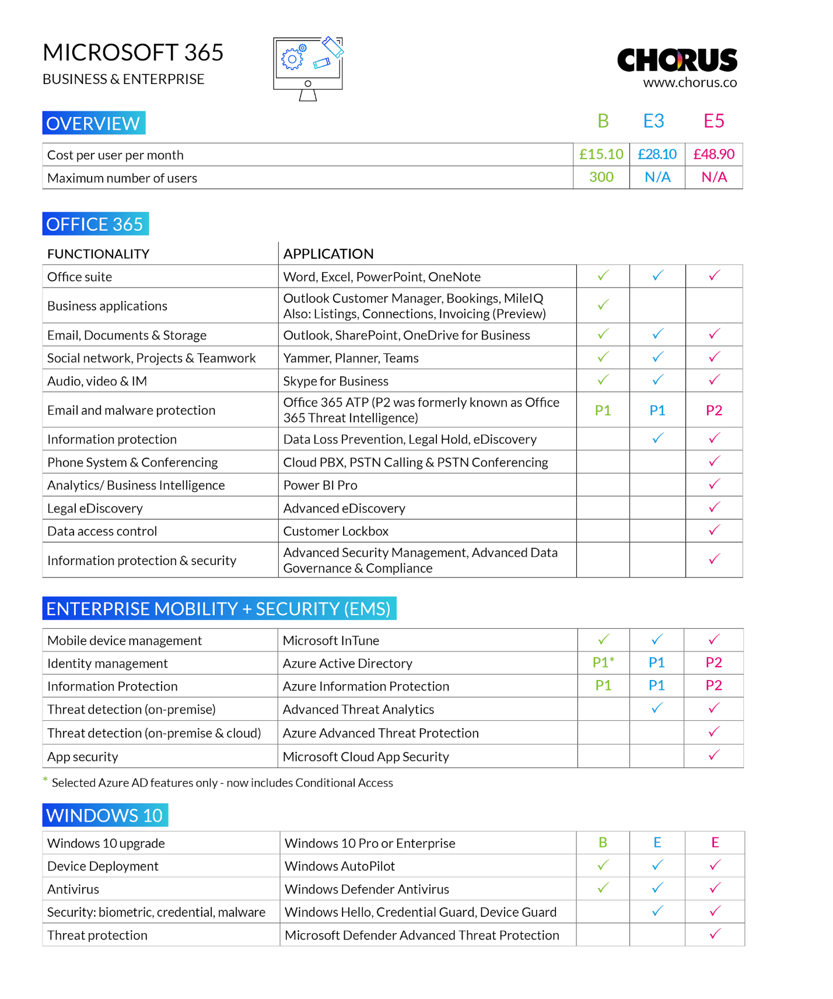 MICROSOFT 365
BUSINESS & ENTERPRISE
CHORUS
www.chorus.co
OVERVIEW B E3 E5
Cost per user per month £15.10 £28.10 £48.90
Maximum number of users 300 N/A N/A
OFFICE 365
FUNCTIONALITY APPLICATION
Office suite Word, Excel, PowerPoint, OneNote ✓ ✓ ✓
Business applications Outlook Customer Manager, Bookings, MileIQ
Also: Listings, Connections, Invoicing (Preview) ✓
Email, Documents & Storage Outlook, SharePoint, OneDrive for Business ✓ ✓ ✓
Social network, Projects & Teamwork Yammer, Planner, Teams ✓ ✓ ✓
Audio, video & IM Skype for Business ✓ ✓ ✓
Email and malware protection Office 365 ATP (P2 was formerly known as Office
365 Threat Intelligence) P1 P1 P2
Information protection Data Loss Prevention, Legal Hold, eDiscovery ✓ ✓
Phone System & Conferencing Cloud PBX, PSTN Calling & PSTN Conferencing ✓
Analytics/ Business Intelligence Power BI Pro ✓
Legal eDiscovery Advanced eDiscovery ✓
Data access control Customer Lockbox ✓
Information protection & security Advanced Security Management, Advanced Data
Governance & Compliance ✓
ENTERPRISE MOBILITY + SECURITY (EMS)
Mobile device management Microsoft InTune ✓ ✓ ✓
Identity management Azure Active Directory P1* P1 P2
Information Protection Azure Information Protection P1 P1 P2
Threat detection (on-premise) Advanced Threat Analytics ✓ ✓
Threat detection (on-premise & cloud) Azure Advanced Threat Protection ✓
App security Microsoft Cloud App Security ✓
* Selected Azure AD features only - now includes Conditional Access
WINDOWS 10
Windows 10 upgrade Windows 10 Pro or Enterprise B E E
Device Deployment Windows AutoPilot ✓ ✓ ✓
Antivirus Windows Defender Antivirus ✓ ✓ ✓
Security: biometric, credential, malware Windows Hello, Credential Guard, Device Guard ✓ ✓
Threat protection Microsoft Defender Advanced Threat Protection ✓